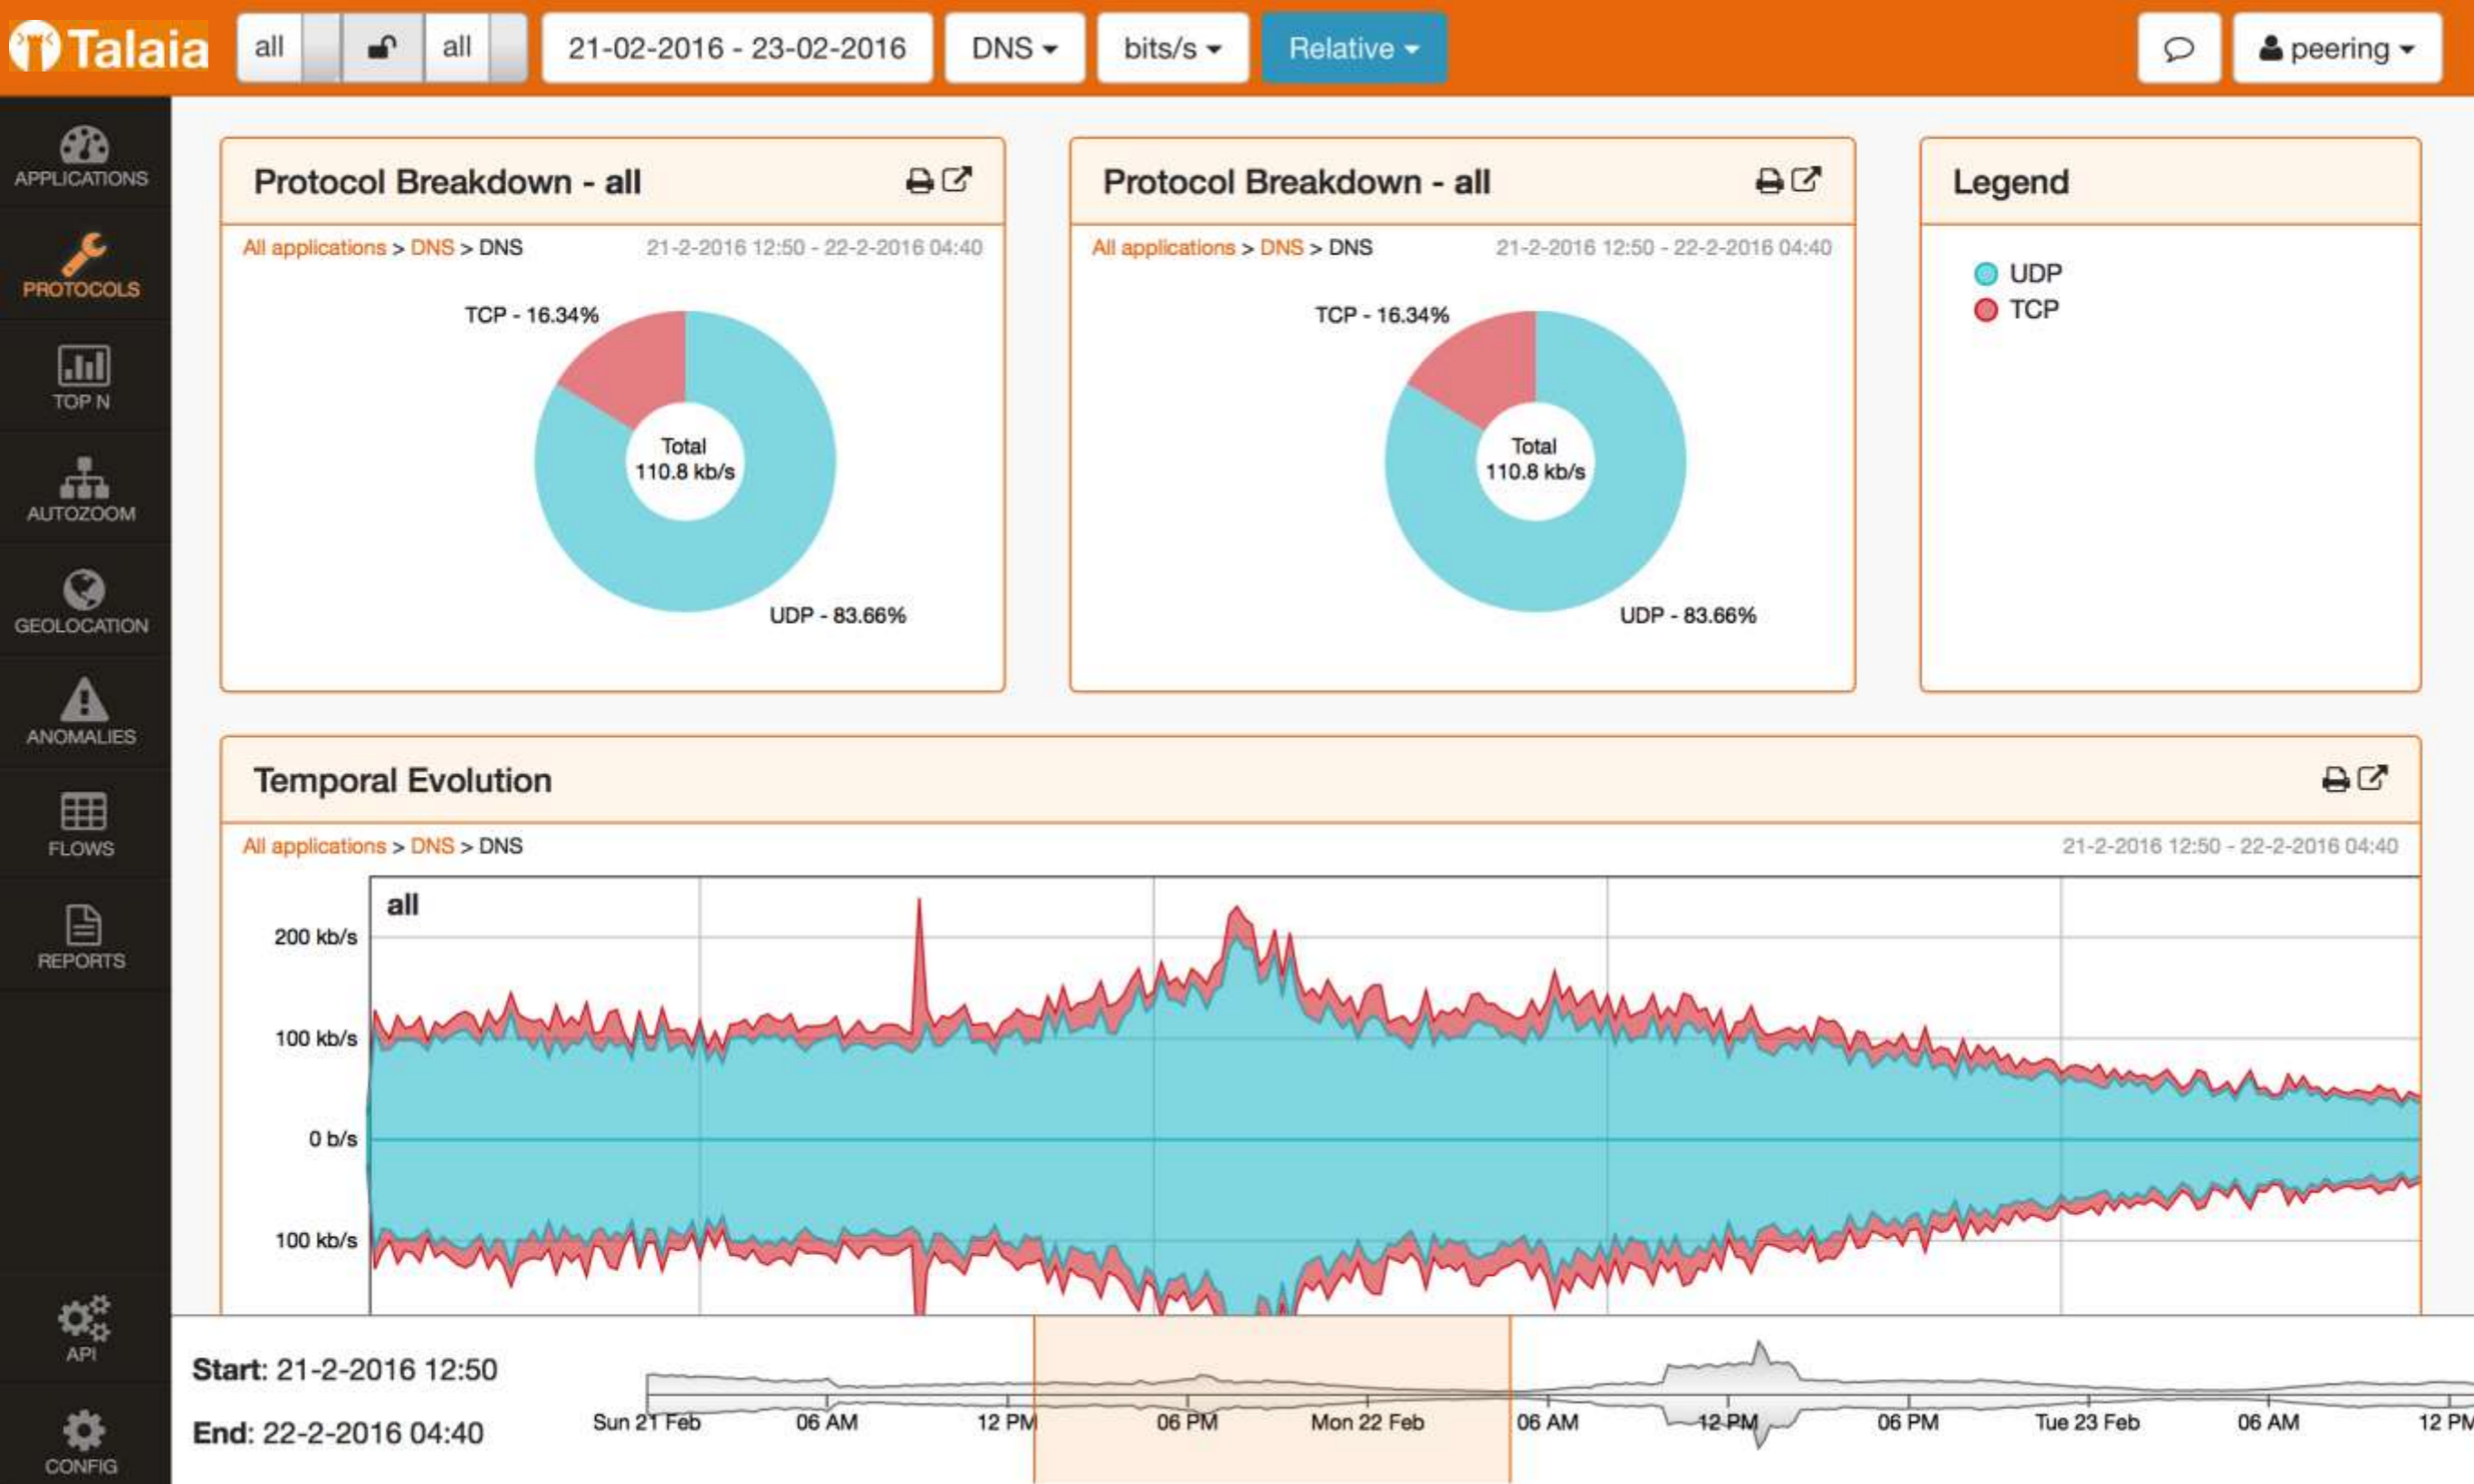 Talaia
all all 21-02-2016 - 23-02-2016 DNS bits/s Relative peering
APPLICATIONS
PROTOCOLS
TOP N
AUTOZOOM
GEOLOCATION
ANOMALIES
FLOWS
REPORTS
API
CONFIG
Protocol Breakdown - all
All applications > DNS > DNS 21-2-2016 12:50 - 22-2-2016 04:40
TCP - 16.34%
Total
110.8 kb/s
UDP - 83.66%
Protocol Breakdown - all
All applications > DNS > DNS 21-2-2016 12:50 - 22-2-2016 04:40
TCP - 16.34%
Total
110.8 kb/s
UDP - 83.66%
Legend
UDP
TCP
Temporal Evolution
All applications > DNS > DNS 21-2-2016 12:50 - 22-2-2016 04:40
all
200 kb/s
100 kb/s
0 b/s
100 kb/s
Start: 21-2-2016 12:50
End: 22-2-2016 04:40
Sun 21 Feb 06 AM 12 PM 06 PM Mon 22 Feb 06 AM 12 PM 06 PM Tue 23 Feb 06 AM 12 PM